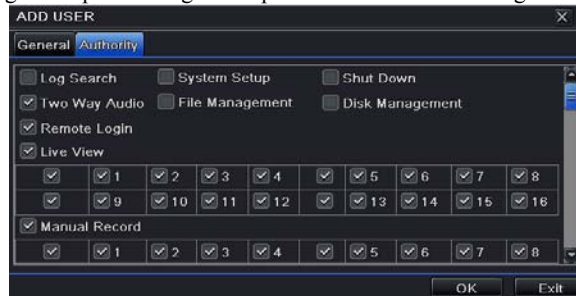 ADD USER X
General Authority
Log Search System Setup Shut Down
Two Way Audio File Management Disk Management
Remote Login
Live View
1 2 3 4 5 6 7 8
9 10 11 12 13 14 15 16
Manual Record
1 2 3 4 5 6 7 8
OK Exit